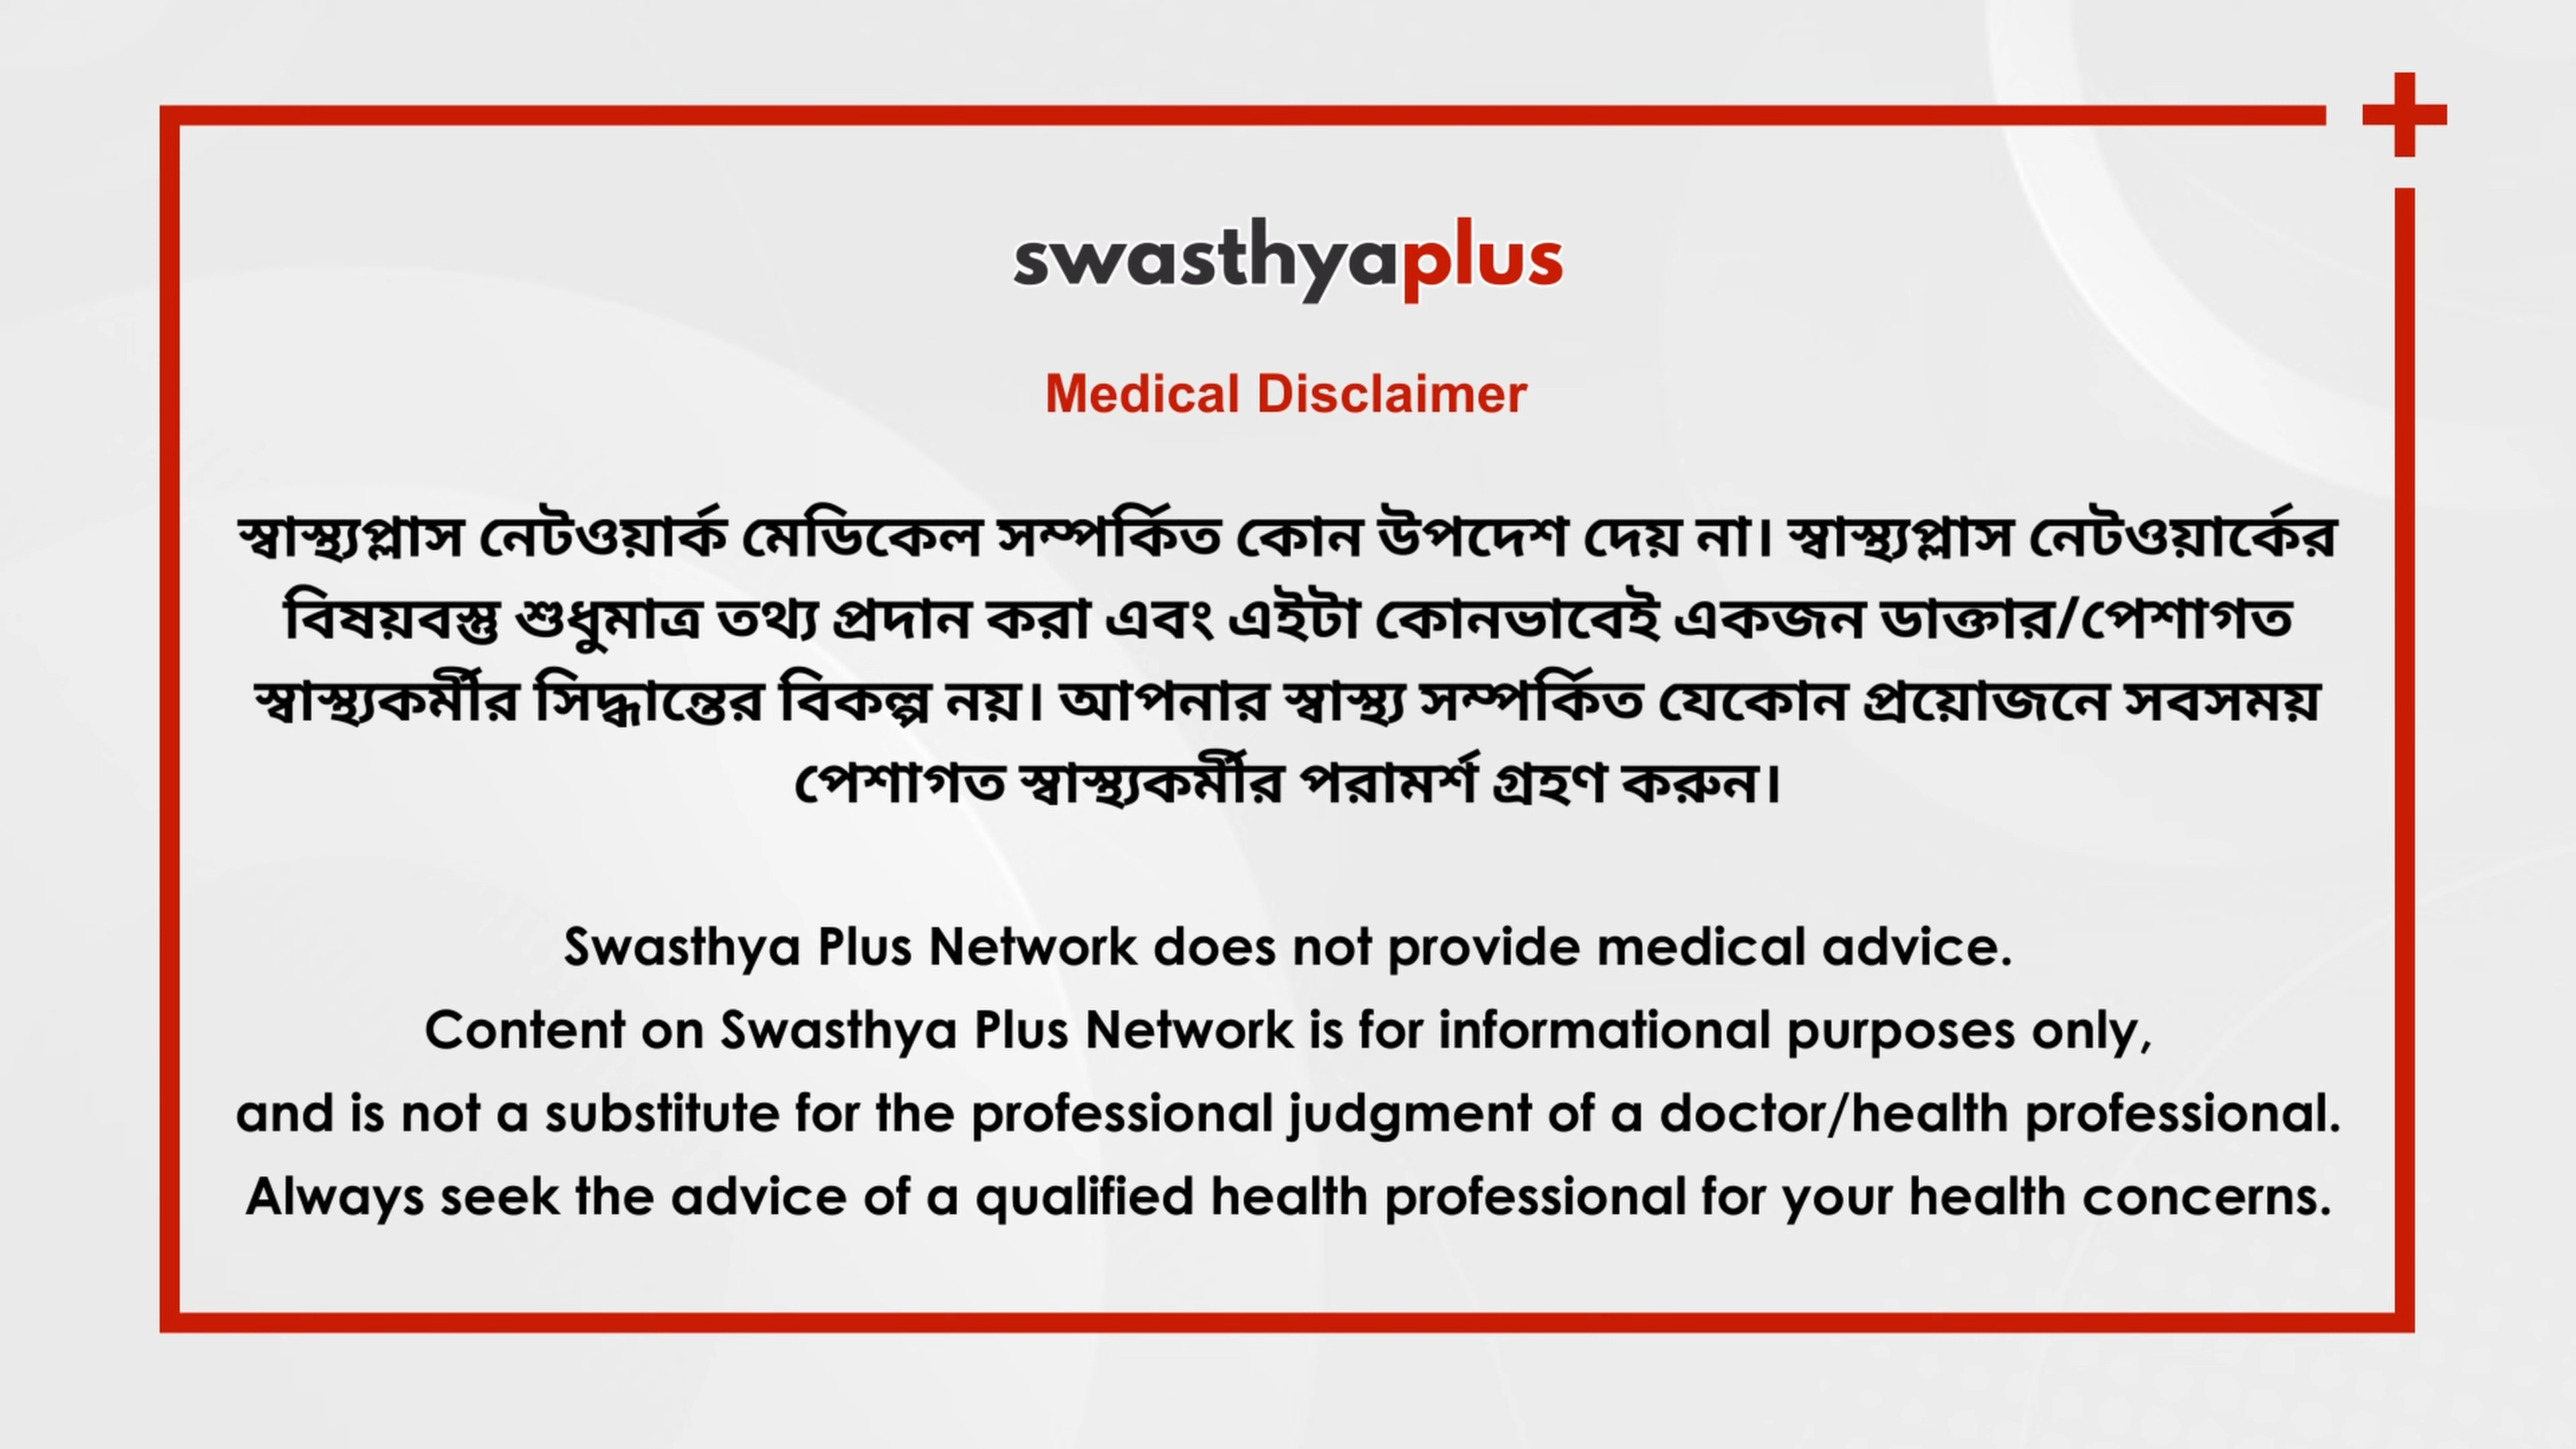 swasthyaplus
Medical Disclaimer
স্বাস্থ্যপ্লাস নেটওয়ার্ক মেডিকেল সম্পর্কিত কোন উপদেশ দেয় না। স্বাস্থ্যপ্লাস নেটওয়ার্কের
বিষয়বস্তু শুধুমাত্র তথ্য প্রদান করা এবং এইটা কোনভাবেই একজন ডাক্তার/পেশাগত
স্বাস্থ্যকর্মীর সিদ্ধান্তের বিকল্প নয়। আপনার স্বাস্থ্য সম্পর্কিত যেকোন প্রয়োজনে সবসময়
পেশাগত স্বাস্থ্যকর্মীর পরামর্শ গ্রহণ করুন।
Swasthya Plus Network does not provide medical advice.
Content on Swasthya Plus Network is for informational purposes only,
and is not a substitute for the professional judgment of a doctor/health professional.
Always seek the advice of a qualified health professional for your health concerns.